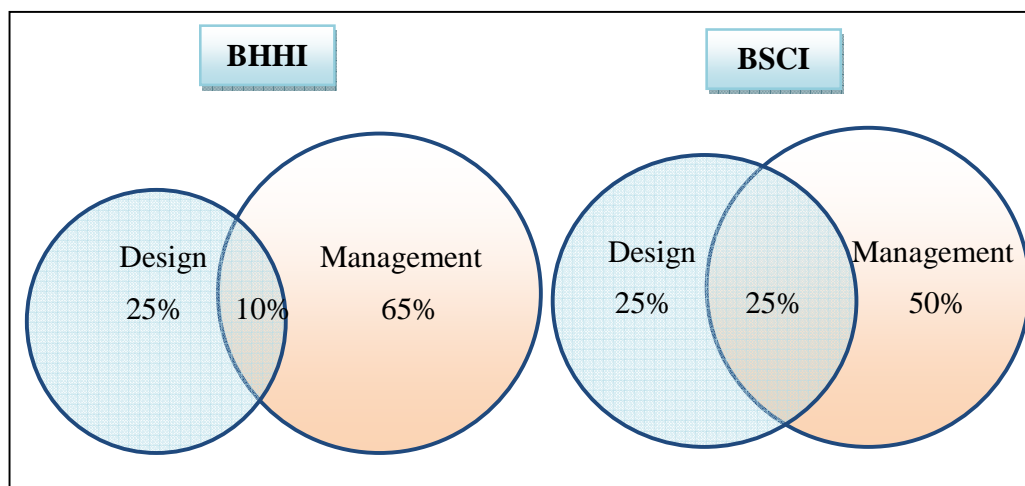 BHHI
Design
Management
25%
10%
65%
BSCI
Design
Management
25%
25%
50%